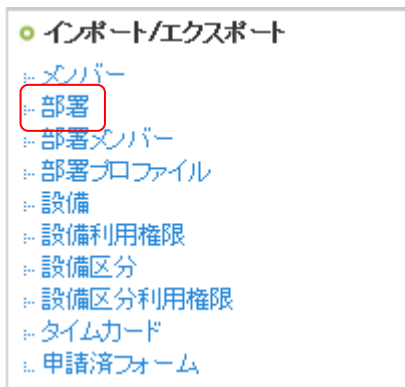 インポート/エクスポート
メンバー
部署
部署メンバー
部署プロファイル
設備
設備利用権限
設備区分
設備区分利用権限
タイムカード
申請済フォーム